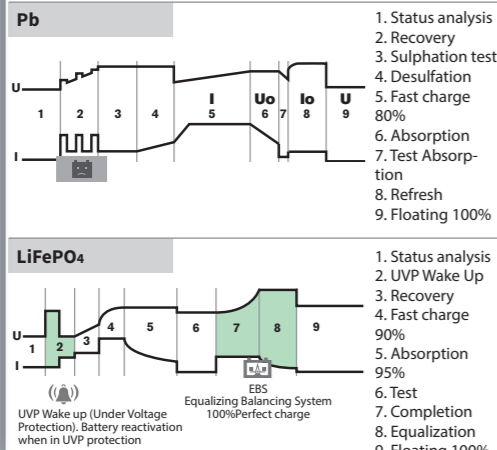 Pb
U
I
1
2
3
4
I
5
Uo
6
7
Io
8
U
9
1. Status analysis
2. Recovery
3. Sulphation test
4. Desulfation
5. Fast charge
80%
6. Absorption
7. Test Absorp-
tion
8. Refresh
9. Floating 100%
LiFePO4
U
I
1
2
3
4
5
6
7
8
9
UVP Wake up (Under Voltage
Protection). Battery reactivation
when in UVP protection
EBS
Equalizing Balancing System
100%Perfect charge
1. Status analysis
2. UVP Wake Up
3. Recovery
4. Fast charge
90%
5. Absorption
95%
6. Test
7. Completion
8. Equalization
9. Floating 100%